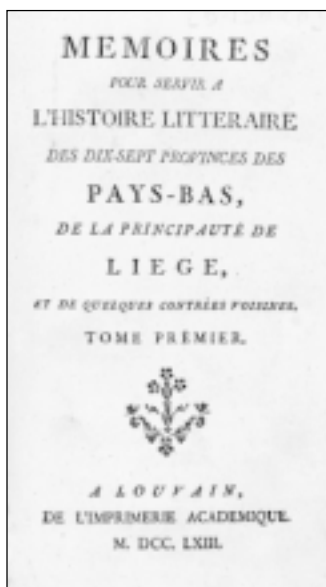 MEMOIRES
POUR SERVIR A
L'HISTOIRE LITTERAIRE
DES DIX-SEPT PROVINCES DES
PAYS-BAS,
DE LA PRINCIPAUTÉ DE
LIEGE,
ET DE QUELQUES CONTRÉES VOISINES.
TOME PREMIER.
A LOUVAIN,
DE L'IMPRIMERIE ACADEMIQUE.
M. DCC. LXIII.